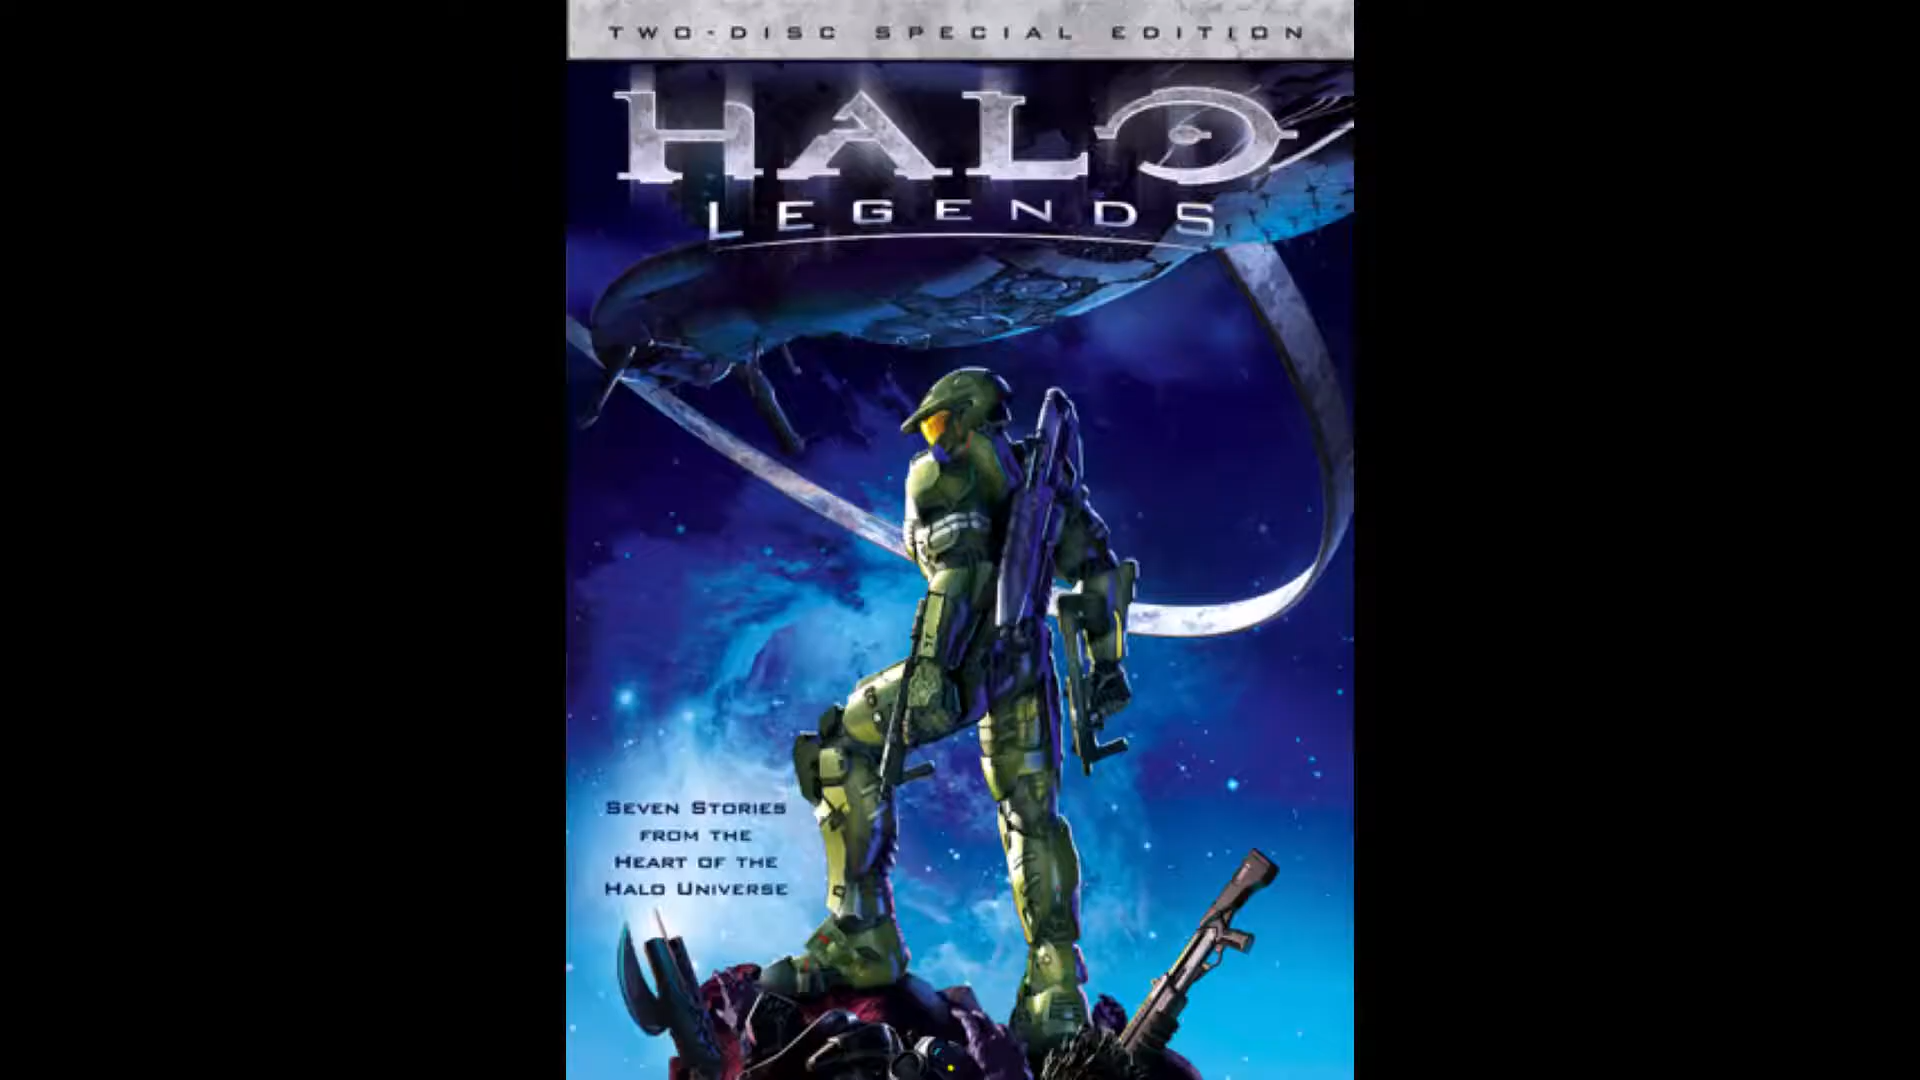 TWO-DISC SPECIAL EDITION
HALO
LEGENDS
SEVEN STORIES
FROM THE
HEART OF THE
HALO UNIVERSE